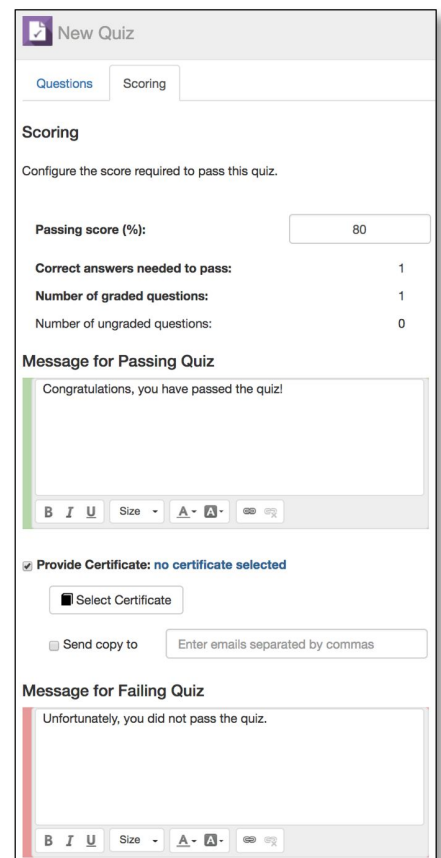 New Quiz
Questions Scoring
Scoring
Configure the score required to pass this quiz.
Passing score (%): 80
Correct answers needed to pass: 1
Number of graded questions: 1
Number of ungraded questions: 0
Message for Passing Quiz
Congratulations, you have passed the quiz!
B I U Size A A
Provide Certificate: no certificate selected
Select Certificate
Send copy to Enter emails separated by commas
Message for Failing Quiz
Unfortunately, you did not pass the quiz.
B I U Size A A